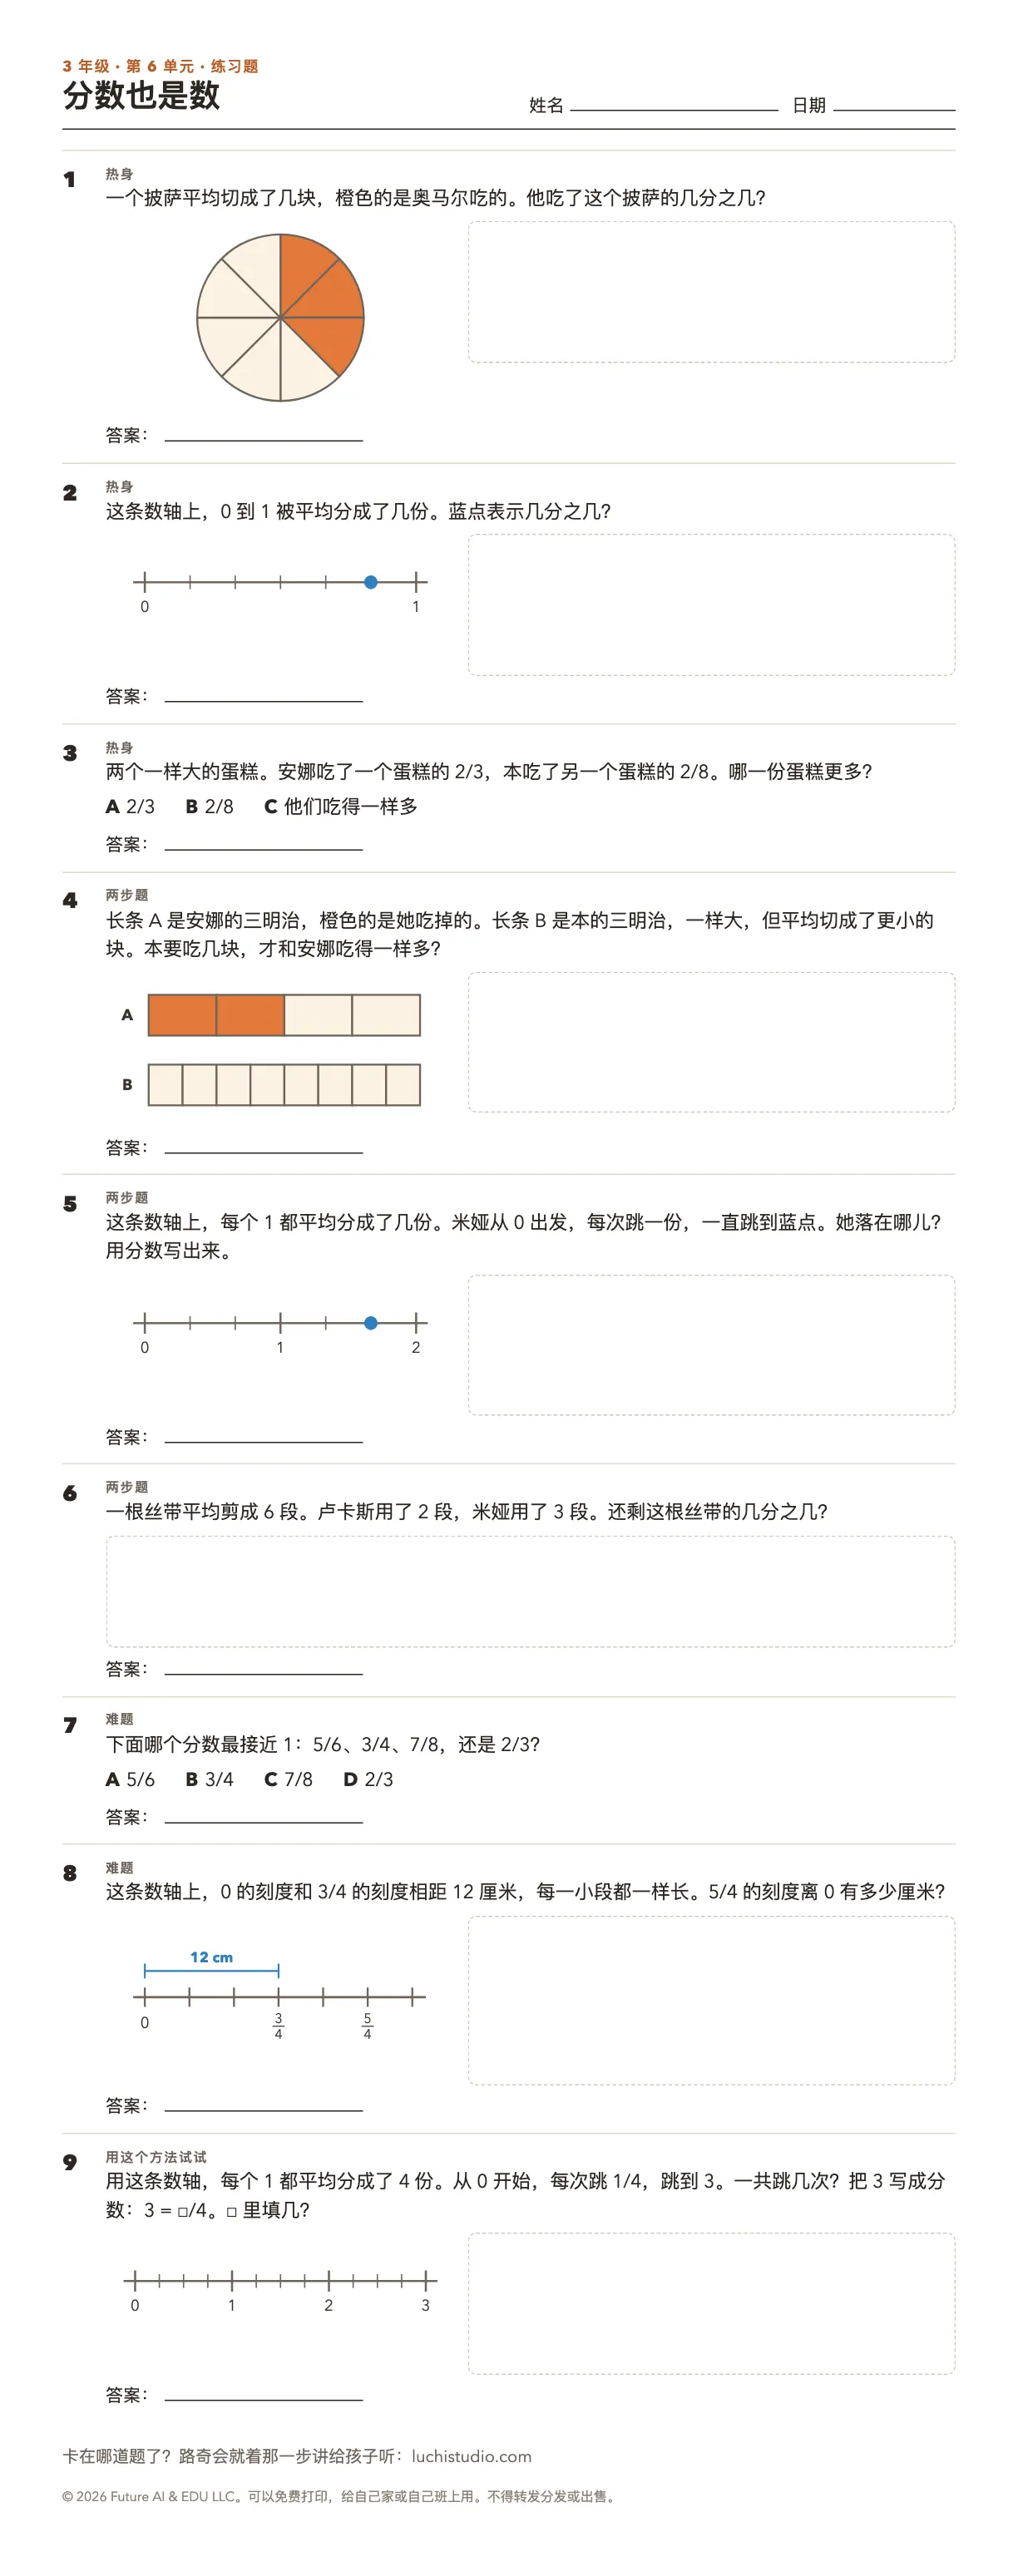 3 年级 · 第 6 单元 · 练习题
分数也是数
姓名 日期
1
热身
一个披萨平均切成了几块，橙色的是奥马尔吃的。他吃了这个披萨的几分之几？
答案：
2
热身
这条数轴上，0 到 1 被平均分成了几份。蓝点表示几分之几？
0 1
答案：
3
热身
两个一样大的蛋糕。安娜吃了一个蛋糕的 2/3，本吃了另一个蛋糕的 2/8。哪一份蛋糕更多？
A 2/3 B 2/8 C 他们吃得一样多
答案：
4
两步题
长条 A 是安娜的三明治，橙色的是她吃掉的。长条 B 是本的三明治，一样大，但平均切成了更小的
块。本要吃几块，才和安娜吃得一样多？
A
B
答案：
5
两步题
这条数轴上，每个 1 都平均分成了几份。米娅从 0 出发，每次跳一份，一直跳到蓝点。她落在哪儿？
用分数写出来。
0 1 2
答案：
6
两步题
一根丝带平均剪成 6 段。卢卡斯用了 2 段，米娅用了 3 段。还剩这根丝带的几分之几？
答案：
7
难题
下面哪个分数最接近 1：5/6、3/4、7/8，还是 2/3？
A 5/6 B 3/4 C 7/8 D 2/3
答案：
8
难题
这条数轴上，0 的刻度和 3/4 的刻度相距 12 厘米，每一小段都一样长。5/4 的刻度离 0 有多少厘米？
12 cm
0 3/4 5/4
答案：
9
用这个方法试试
用这条数轴，每个 1 都平均分成了 4 份。从 0 开始，每次跳 1/4，跳到 3。一共跳几次？把 3 写成分
数：3 = □/4。□ 里填几？
0 1 2 3
答案：
卡在哪道题了？路奇会就着那一步讲给孩子听：luchistudio.com
© 2026 Future AI & EDU LLC。可以免费打印，给自己家或自己班上用。不得转发分发或出售。